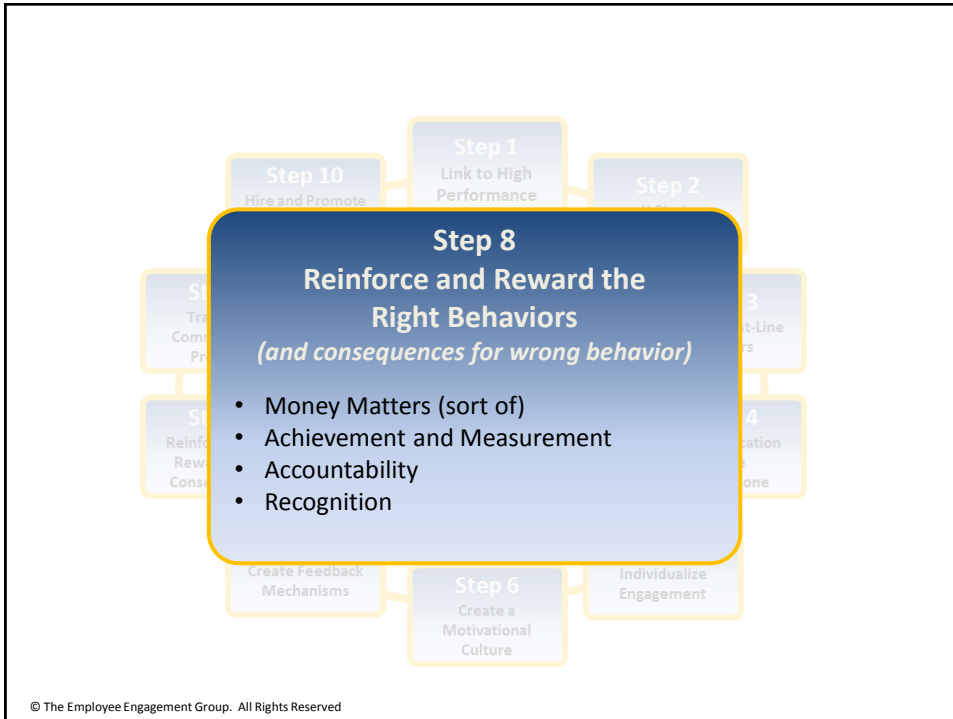 Step 1
Link to High
Performance
Step 10
Hire and Promote
Step 2
Step 8
Reinforce and Reward the
Right Behaviors
(and consequences for wrong behavior)
• Money Matters (sort of)
• Achievement and Measurement
• Accountability
• Recognition
3
4
Create Feedback
Mechanisms
Step 6
Create a
Motivational
Culture
Individualize
Engagement
© The Employee Engagement Group. All Rights Reserved